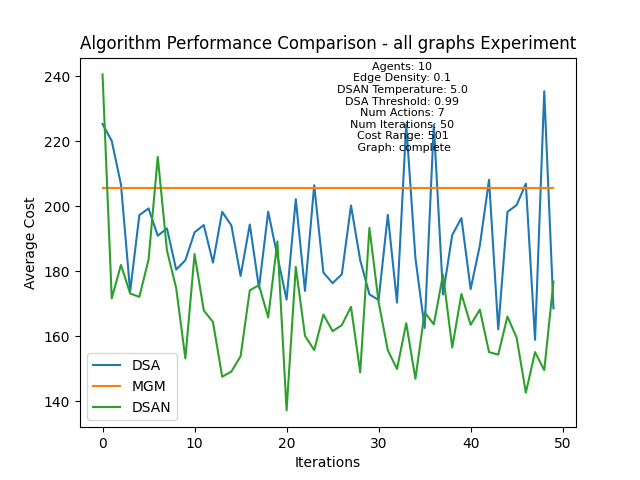 Algorithm Performance Comparison - all graphs Experiment
Agents: 10
Edge Density: 0.1
DSAN Temperature: 5.0
DSA Threshold: 0.99
Num Actions: 7
Num Iterations: 50
Cost Range: 501
Graph: complete
Average Cost
240
220
200
180
160
140
DSA
MGM
DSAN
0
10
20
30
40
50
Iterations